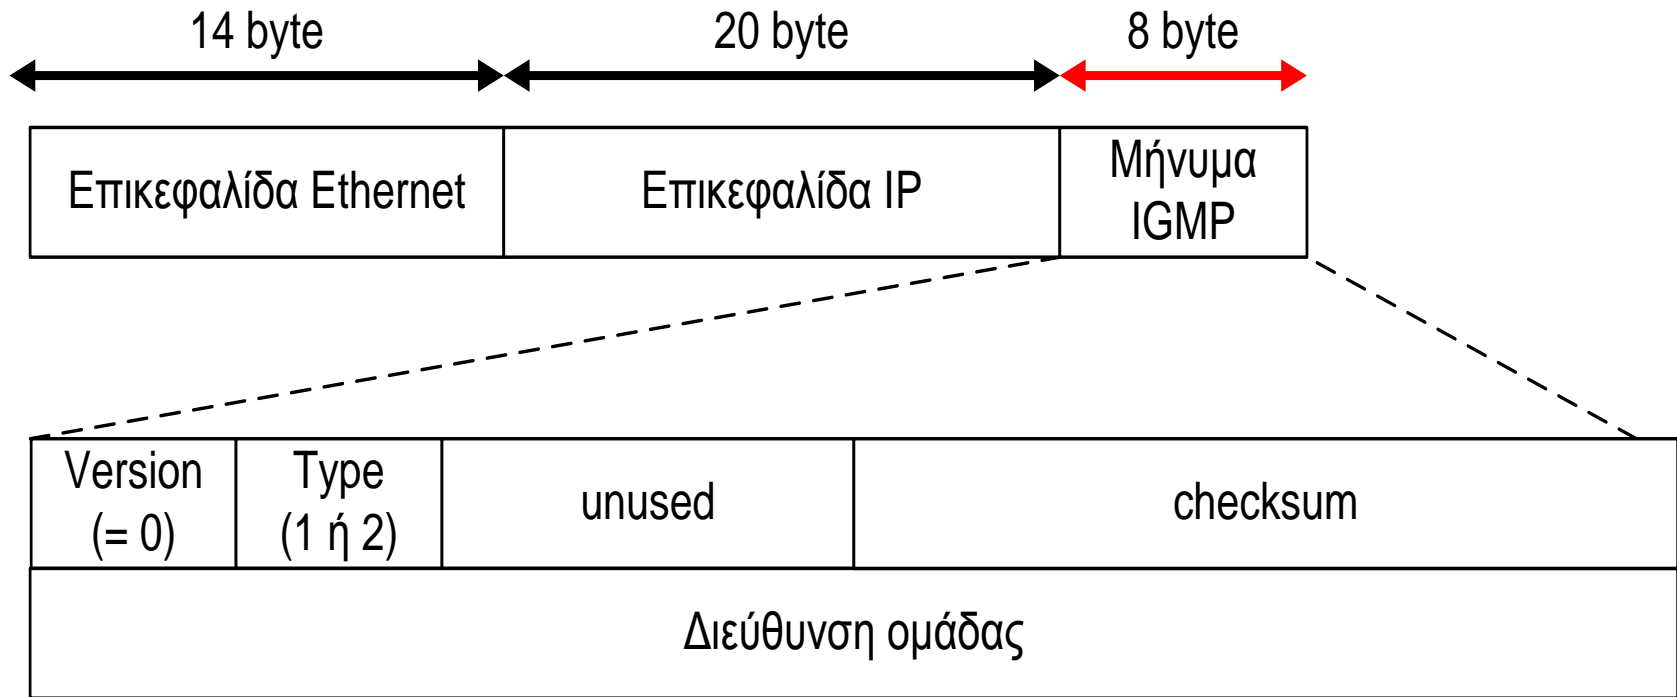 14 byte
20 byte
8 byte
Επικεφαλίδα Ethernet
Επικεφαλίδα IP
Μήνυμα
IGMP
Version
(= 0)
Type
(1 ή 2)
unused
checksum
Διεύθυνση ομάδας